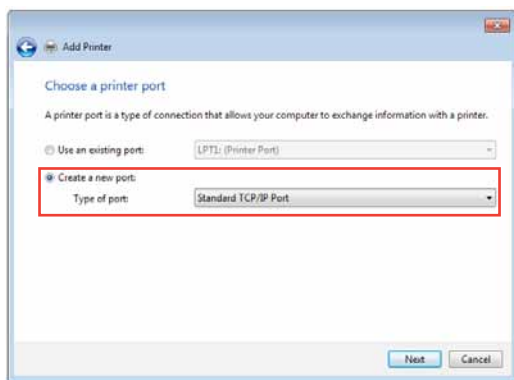 Add Printer
Choose a printer port
A printer port is a type of connection that allows your computer to exchange information with a printer.
Use an existing port: LPT1: (Printer Port)
Create a new port:
Type of port: Standard TCP/IP Port
Next Cancel